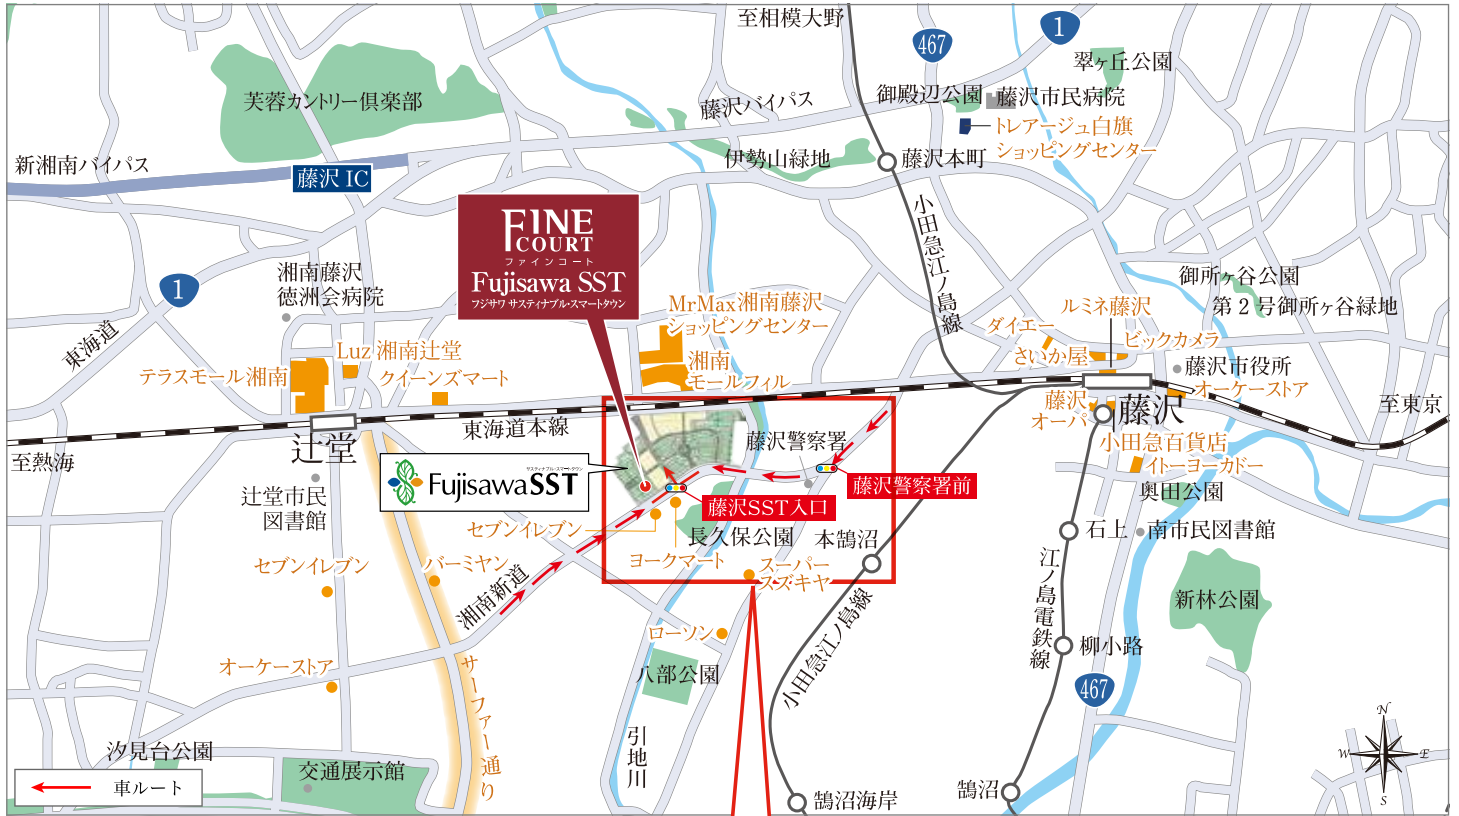 至相模大野
467
1
翠ヶ丘公園
御殿辺公園
藤沢市民病院
トレアージュ白旗
ショッピングセンター
芙蓉カントリー倶楽部
藤沢バイパス
新湘南バイパス
藤沢 IC
伊勢山緑地
藤沢本町
小田急江ノ島線
FINE
COURT
ファインコート
Fujisawa SST
フジサワ サスティナブル・スマートタウン
湘南藤沢
徳洲会病院
1
東海道
MrMax湘南藤沢
ショッピングセンター
湘南
モールフィル
御所ヶ谷公園
第2号御所ヶ谷緑地
ルミネ藤沢
ダイエー
ビックカメラ
さいか屋
藤沢市役所
オーケーストア
Luz 湘南辻堂
テラスモール湘南
クイーンズマート
藤沢
オーパ
藤沢
至東京
小田急百貨店
イトーヨーカドー
奥田公園
東海道本線
辻堂
至熱海
サスティナブル・スマートタウン
FujisawaSST
藤沢警察署
藤沢警察署前
藤沢SST入口
辻堂市民
図書館
セブンイレブン
長久保公園
本鵠沼
ヨークマート
スーパー
スズキヤ
石上
南市民図書館
セブンイレブン
バーミヤン
湘南新道
江ノ島電鉄線
新林公園
小田急江ノ島線
ローソン
柳小路
オーケーストア
サーファー通り
八部公園
467
引地川
汐見台公園
交通展示館
車ルート
鵠沼海岸
鵠沼
N
W
E
S